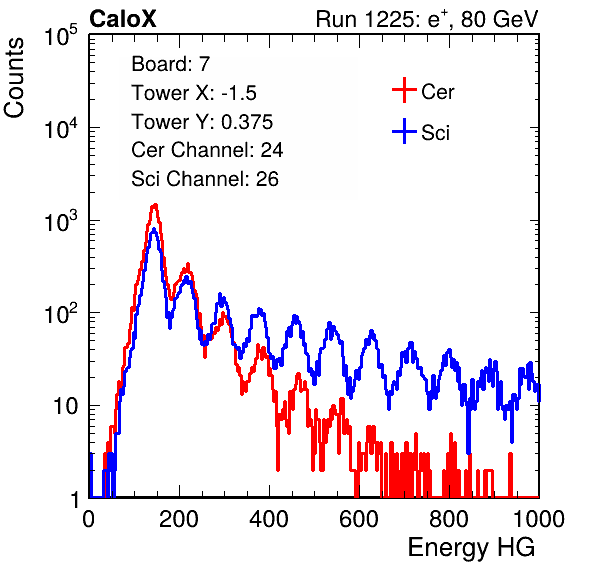 CaloX Run 1225: e⁺, 80 GeV
Counts
10⁵
10⁴
10³
10²
10
1
Board: 7
Tower X: -1.5
Tower Y: 0.375
Cer Channel: 24
Sci Channel: 26
Cer
Sci
0 200 400 600 800 1000
Energy HG